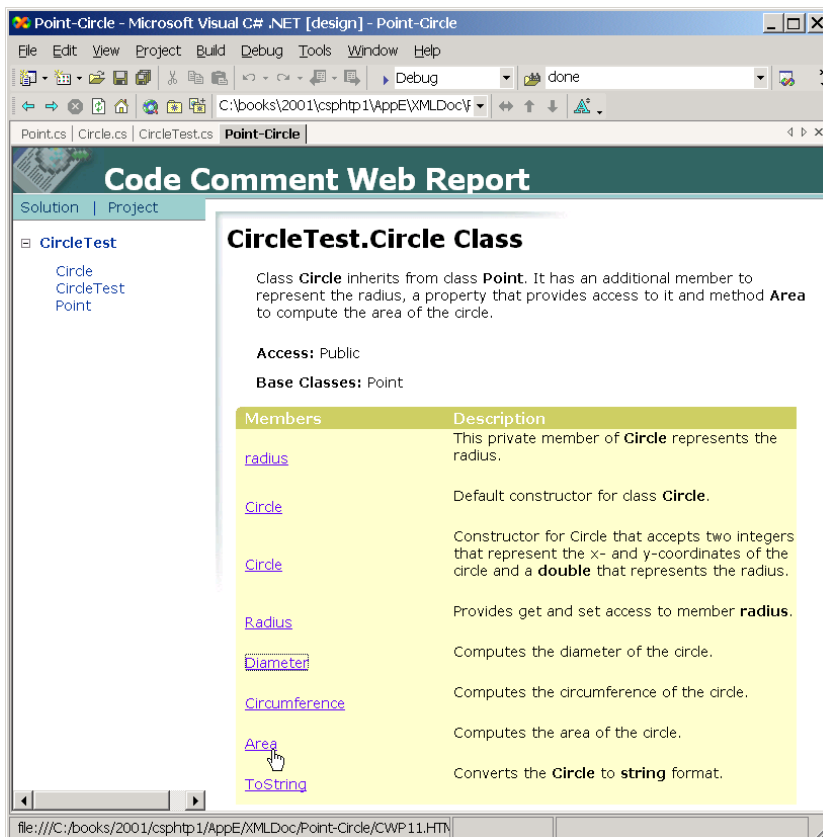 Point-Circle - Microsoft Visual C# .NET [design] - Point-Circle
File Edit View Project Build Debug Tools Window Help
Debug done
C:\books\2001\csphtp1\AppE\XMLDoc\
Point.cs | Circle.cs | CircleTest.cs Point-Circle
Code Comment Web Report
Solution | Project
CircleTest
Circle
CircleTest
Point
CircleTest.Circle Class
Class Circle inherits from class Point. It has an additional member to
represent the radius, a property that provides access to it and method Area
to compute the area of the circle.
Access: Public
Base Classes: Point
Members Description
radius
This private member of Circle represents the
radius.
Circle
Default constructor for class Circle.
Circle
Constructor for Circle that accepts two integers
that represent the x- and y-coordinates of the
circle and a double that represents the radius.
Radius
Provides get and set access to member radius.
Diameter
Computes the diameter of the circle.
Circumference
Computes the circumference of the circle.
Area
Computes the area of the circle.
ToString
Converts the Circle to string format.
file:///C:/books/2001/csphtp1/AppE/XMLDoc/Point-Circle/CWP11.HTM